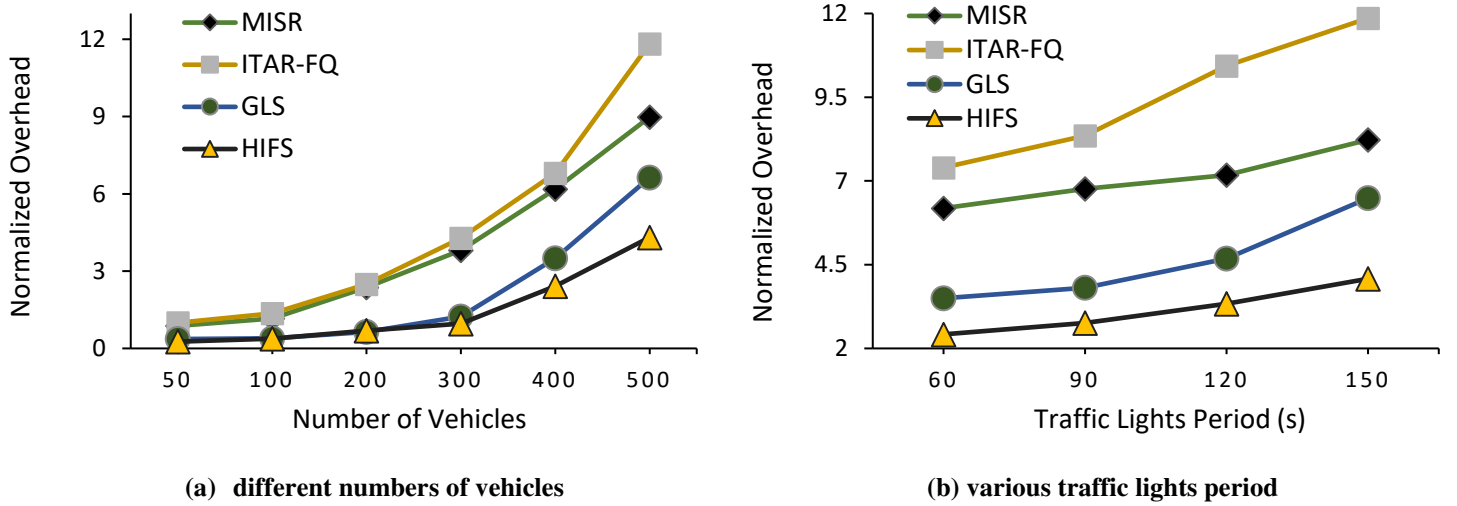 MISR
ITAR-FQ
GLS
HIFS
Normalized Overhead
12
9
6
3
0
50 100 200 300 400 500
Number of Vehicles
(a) different numbers of vehicles
MISR
ITAR-FQ
GLS
HIFS
Normalized Overhead
12
9.5
7
4.5
2
60 90 120 150
Traffic Lights Period (s)
(b) various traffic lights period